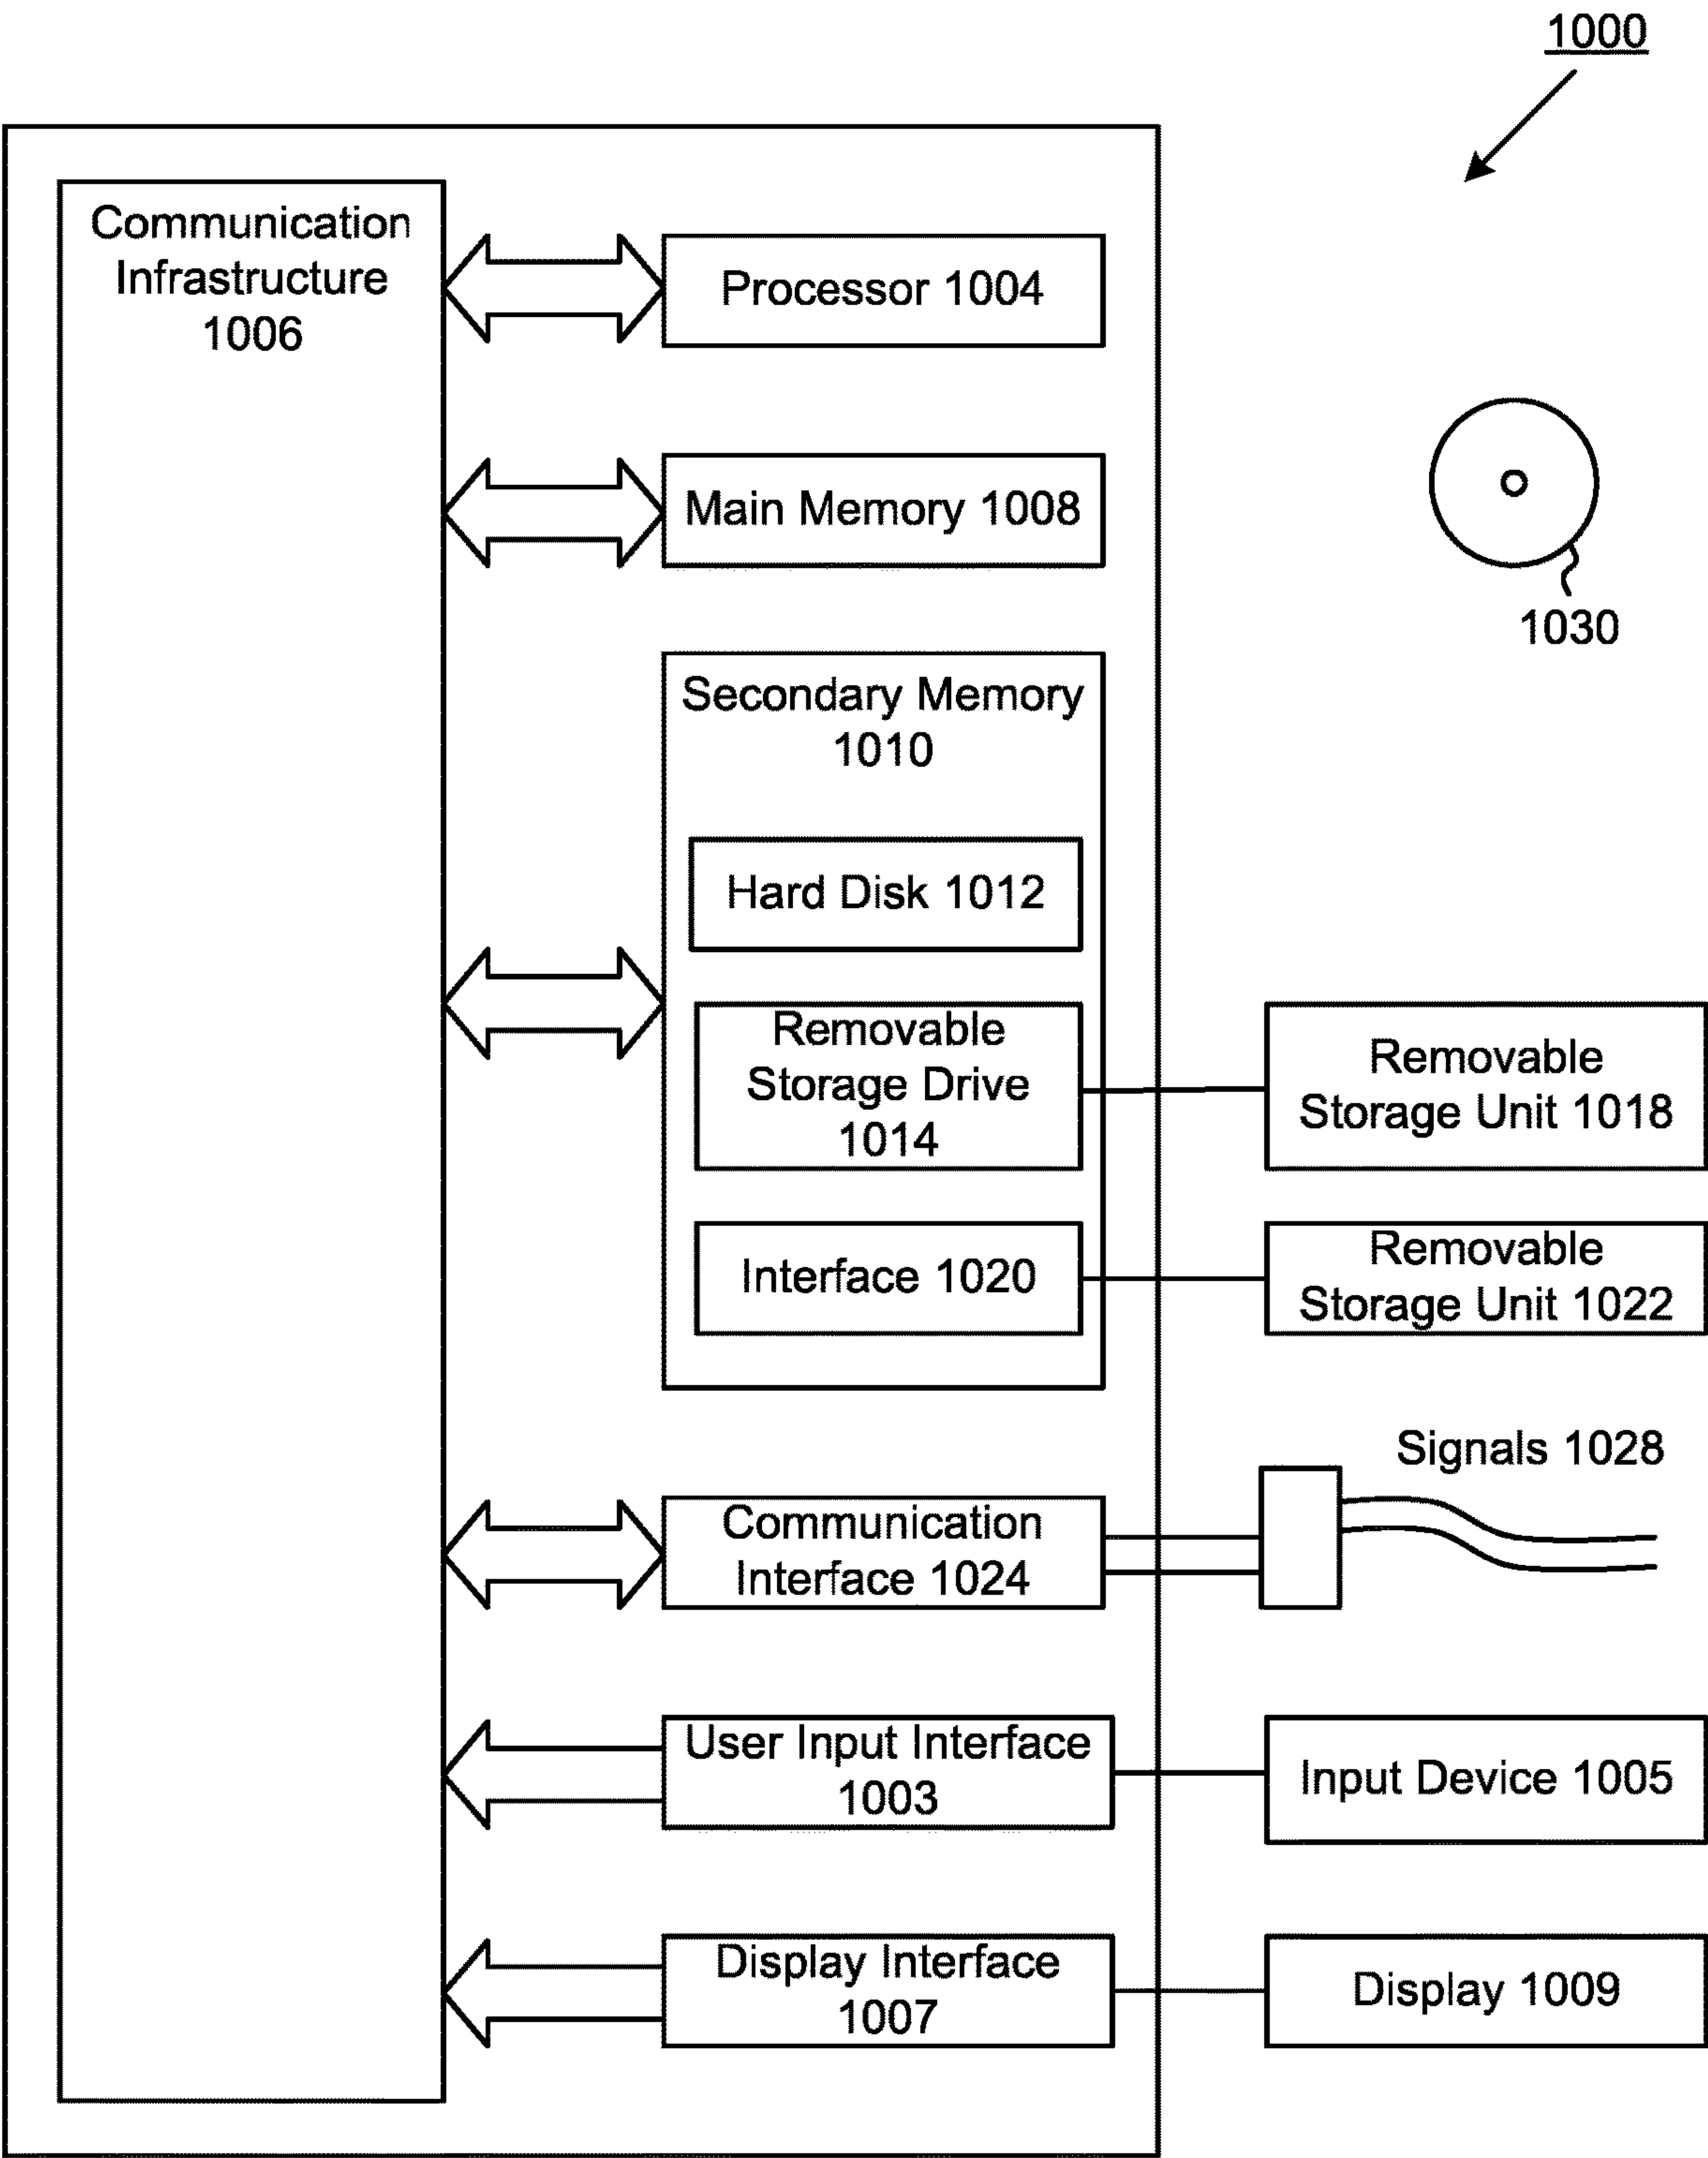 1000
Communication
Infrastructure
1006
Processor 1004
Main Memory 1008
1030
Secondary Memory
1010
Hard Disk 1012
Removable
Storage Drive
1014
Removable
Storage Unit 1018
Interface 1020
Removable
Storage Unit 1022
Signals 1028
Communication
Interface 1024
User Input Interface
1003
Input Device 1005
Display Interface
1007
Display 1009